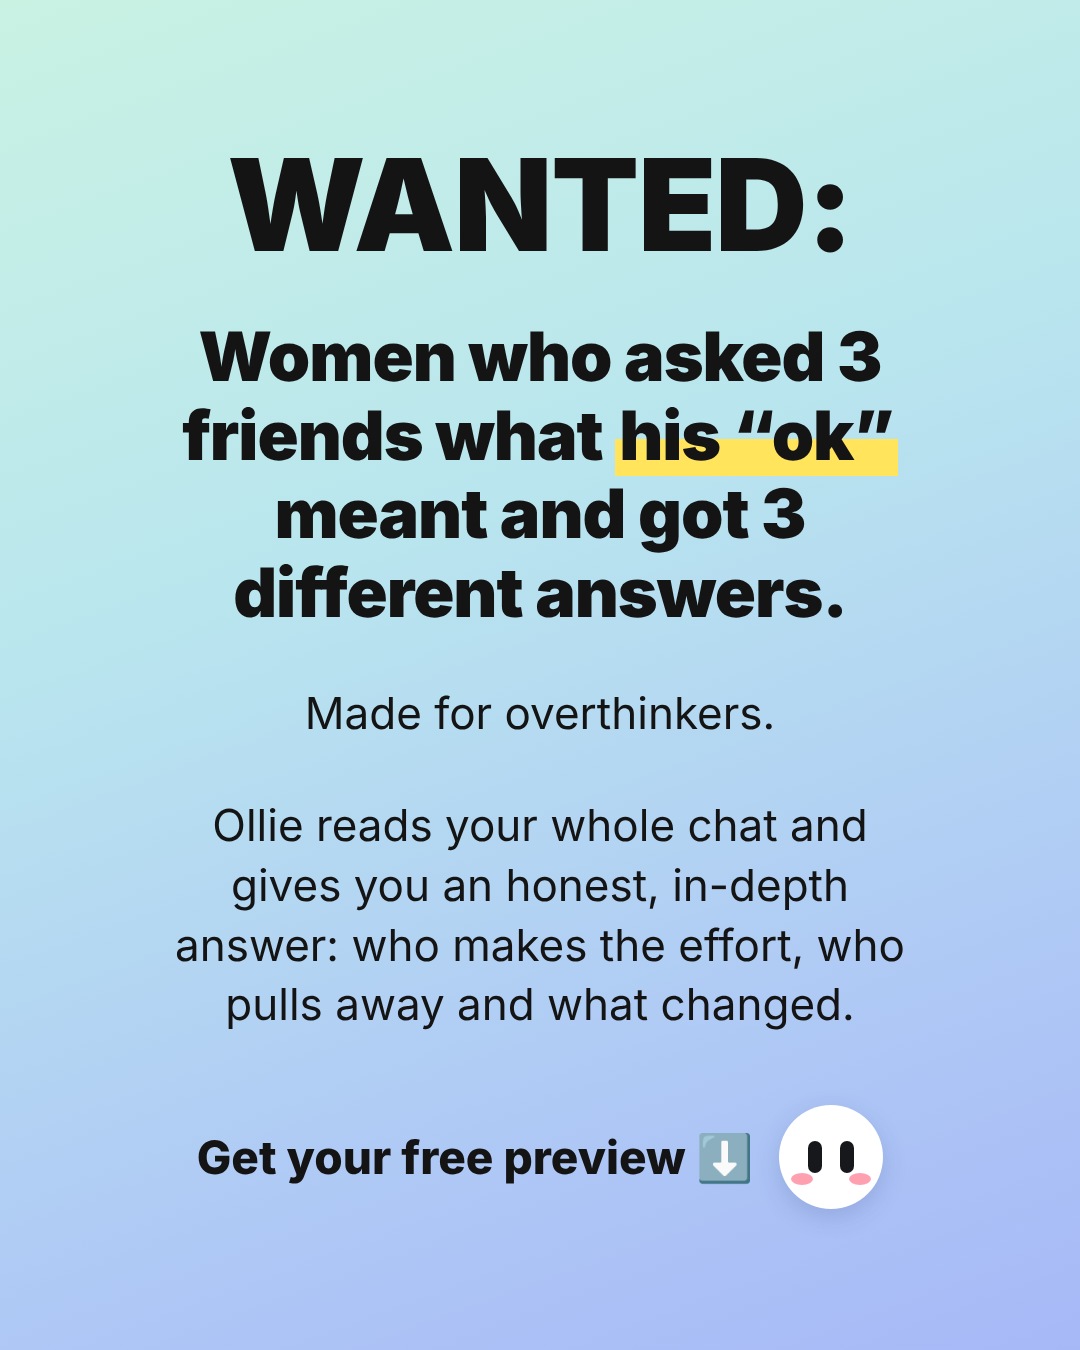 WANTED:
Women who asked 3
friends what his “ok”
meant and got 3
different answers.
Made for overthinkers.
Ollie reads your whole chat and
gives you an honest, in-depth
answer: who makes the effort, who
pulls away and what changed.
Get your free preview ⬇️